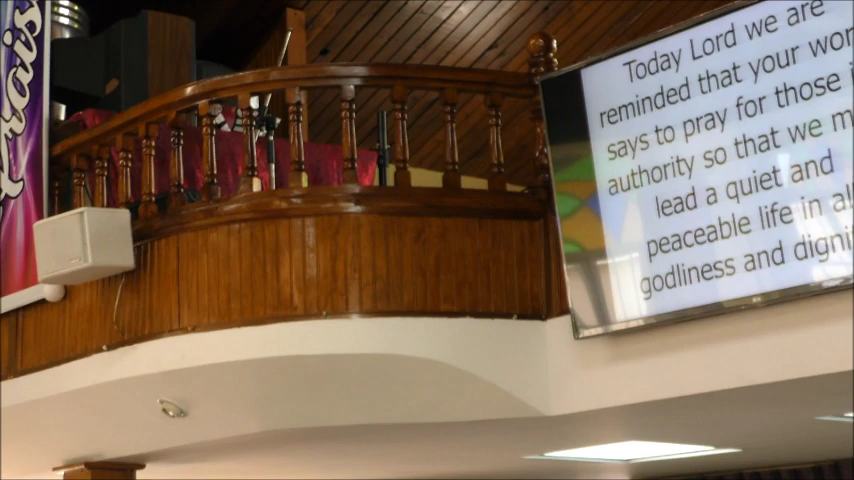 Praise
Today Lord we are
reminded that your wor
says to pray for those i
authority so that we m
lead a quiet and
peaceable life in al
godliness and digni